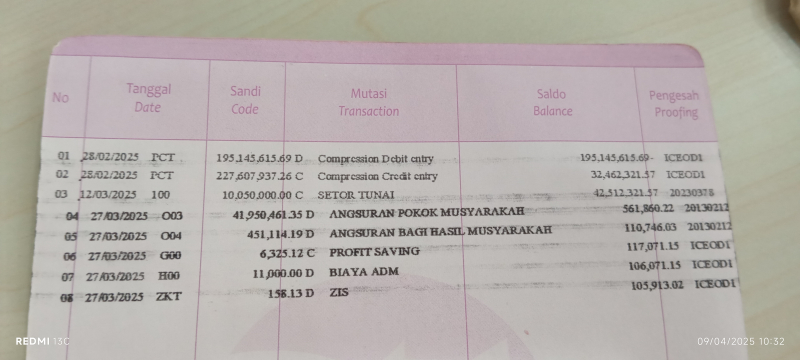 No Tanggal Sandi Mutasi Saldo Pengesah
Date Code Transaction Balance Proofing
01 28/02/2025 PCT 195,145,615.69 D Compression Debit entry 195,145,615.69- ICEOD1
02 28/02/2025 PCT 227,607,937.26 C Compression Credit entry 32,462,321.57 ICEOD1
03 12/03/2025 100 10,050,000.00 C SETOR TUNAI 42,512,321.57 20230378
04 27/03/2025 O03 41,950,461.35 D ANGSURAN POKOK MUSYARAKAH 561,860.22 20130212
05 27/03/2025 O04 451,114.19 D ANGSURAN BAGI HASIL MUSYARAKAH 110,746.03 20130212
06 27/03/2025 G00 6,325.12 C PROFIT SAVING 117,071.15 ICEOD1
07 27/03/2025 H00 11,000.00 D BIAYA ADM 106,071.15 ICEOD1
08 27/03/2025 ZKT 158.13 D ZIS 105,913.02 ICEOD1
REDMI 13C 09/04/2025 10:32